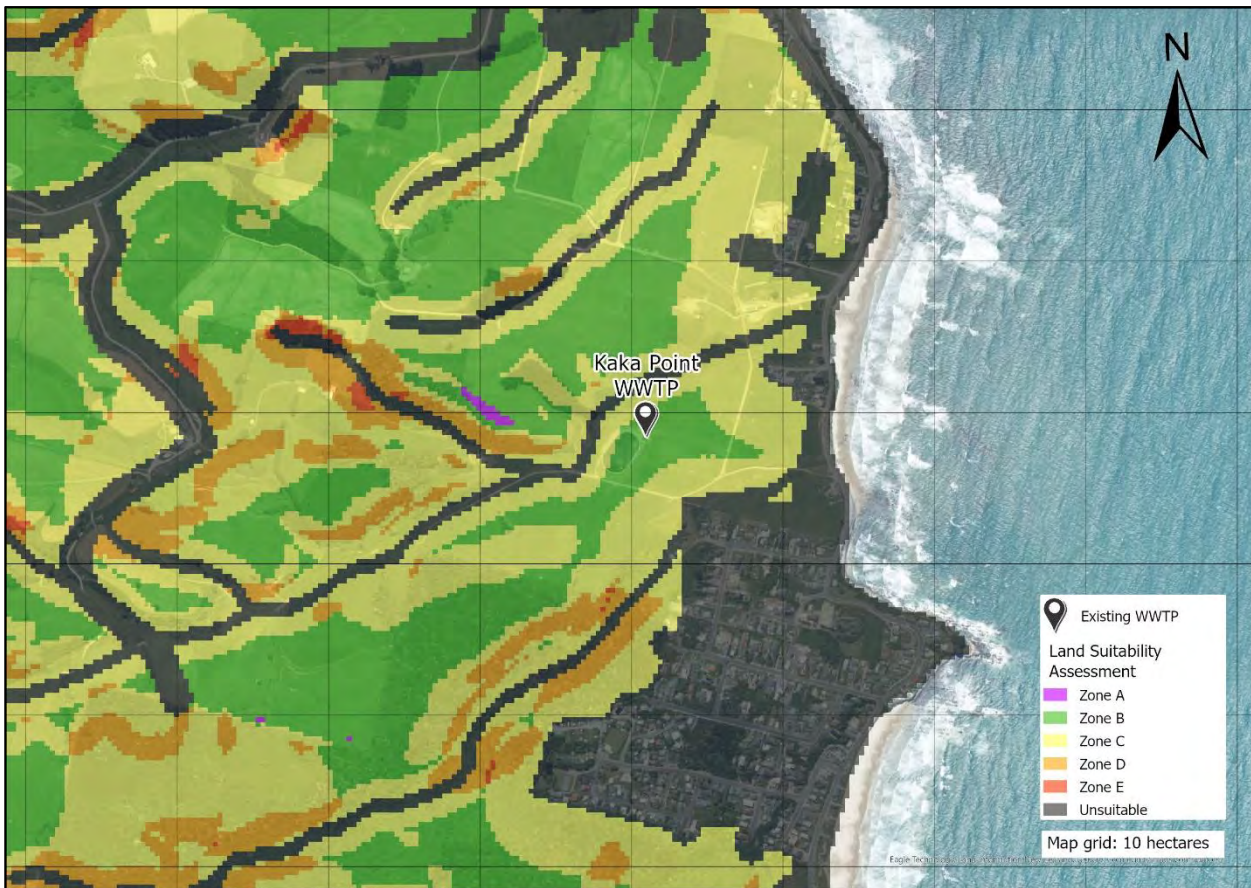 N
Kaka Point
WWTP
Existing WWTP
Land Suitability
Assessment
Zone A
Zone B
Zone C
Zone D
Zone E
Unsuitable
Map grid: 10 hectares